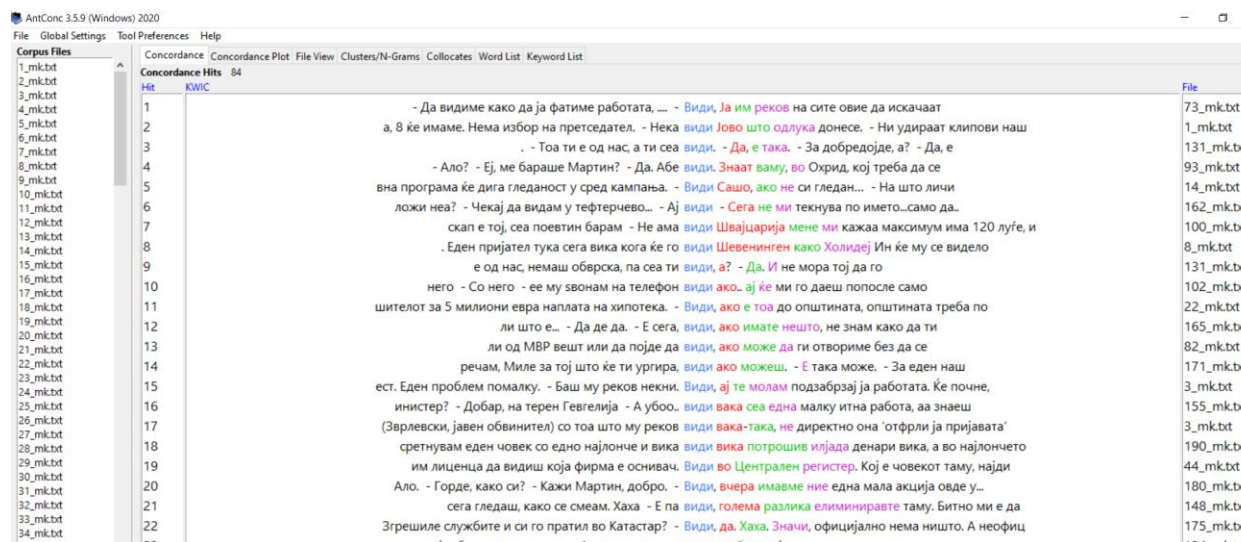 AntConc 3.5.9 (Windows) 2020
File Global Settings Tool Preferences Help
Corpus Files
1_mk.txt
2_mk.txt
3_mk.txt
4_mk.txt
5_mk.txt
6_mk.txt
7_mk.txt
8_mk.txt
9_mk.txt
10_mk.txt
11_mk.txt
12_mk.txt
13_mk.txt
14_mk.txt
15_mk.txt
16_mk.txt
17_mk.txt
18_mk.txt
19_mk.txt
20_mk.txt
21_mk.txt
22_mk.txt
23_mk.txt
24_mk.txt
25_mk.txt
26_mk.txt
27_mk.txt
28_mk.txt
29_mk.txt
30_mk.txt
31_mk.txt
32_mk.txt
33_mk.txt
34_mk.txt
Concordance Concordance Plot File View Clusters/N-Grams Collocates Word List Keyword List
Concordance Hits 84
Hit KWIC File
1 - Да видиме како да ја фатиме работата, .... - Види, Ја им реков на сите овие да искачаат 73_mk.txt
2 а, 8 ќе имаме. Нема избор на претседател. - Нека види Јово што одлука донесе. - Ни удираат клипови наш 1_mk.txt
3 . - Тоа ти е од нас, а ти сеа види. - Да, е така. - За добредојде, а? - Да, е 131_mk.txt
4 - Ало? - Еј, ме бараше Мартин? - Да. Абе види. Знаат ваму, во Охрид, кој треба да се 93_mk.txt
5 вна програма ќе дига гледаност у сред кампања. - Види Сашо, ако не си гледан... - На што личи 14_mk.txt
6 ложи неа? - Чекај да видам у тефтерчево... - Ај види - Сега не ми текнува по името...само да.. 162_mk.txt
7 скап е тој, сеа поевтин барам - Не ама види Швајцарија мене ми кажаа максимум има 120 луѓе, и 100_mk.tx
8 . Еден пријател тука сега вика кога ќе го види Шевенинген како Холидеј Ин ќе му се видело 8_mk.txt
9 е од нас, немаш обврска, па сеа ти види, а? - Да. И не мора тој да го 131_mk.tx
10 него - Со него - ее му ѕвонам на телефон види ако.. ај ќе ми го даеш попосле само 102_mk.tx
11 шителот за 5 милиони евра наплата на хипотека. - Види, ако е тоа до општината, општината треба по 22_mk.txt
12 ли што е... - Да де да. - Е сега, види, ако имате нешто, не знам како да ти 165_mk.tx
13 ли од МВР вешт или да појде да види, ако може да ги отвориме без да се 82_mk.txt
14 речам, Миле за тој што ќе ти ургира, види ако можеш. - Е така може. - За еден наш 171_mk.tx
15 ест. Еден проблем помалку. - Баш му реков некни. Види, ај те молам подзабрзај ја работата. Ќе почне, 3_mk.txt
16 инистер? - Добар, на терен Гевгелија - А убоо.. види вака сеа една малку итна работа, аа знаеш 155_mk.tx
17 (Зврлевски, јавен обвинител) со тоа што му реков види вака-така, не директно она 'отфрли ја пријавата' 3_mk.txt
18 сретнувам еден човек со едно најлонче и вика види вика потрошив илјада денари вика, а во најлончето 190_mk.tx
19 им лиценца да видиш која фирма е оснивач. Види во Централен регистер. Кој е човекот таму, најди 44_mk.txt
20 Ало. - Горде, како си? - Кажи Мартин, добро. - Види, вчера имавме ние една мала акција овде у... 180_mk.tx
21 сега гледаш, како се смеам. Хаха - Е па види, голема разлика елиминиравте таму. Битно ми е да 148_mk.tx
22 Згрешиле службите и си го пратил во Катастар? - Види, да. Хаха. Значи, официјално нема ништо. А неофиц 175_mk.tx